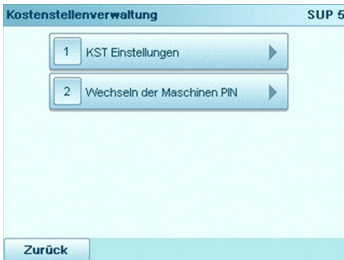 Kostenstellenverwaltung SUP 5
1 KST Einstellungen
2 Wechseln der Maschinen PIN
Zurück